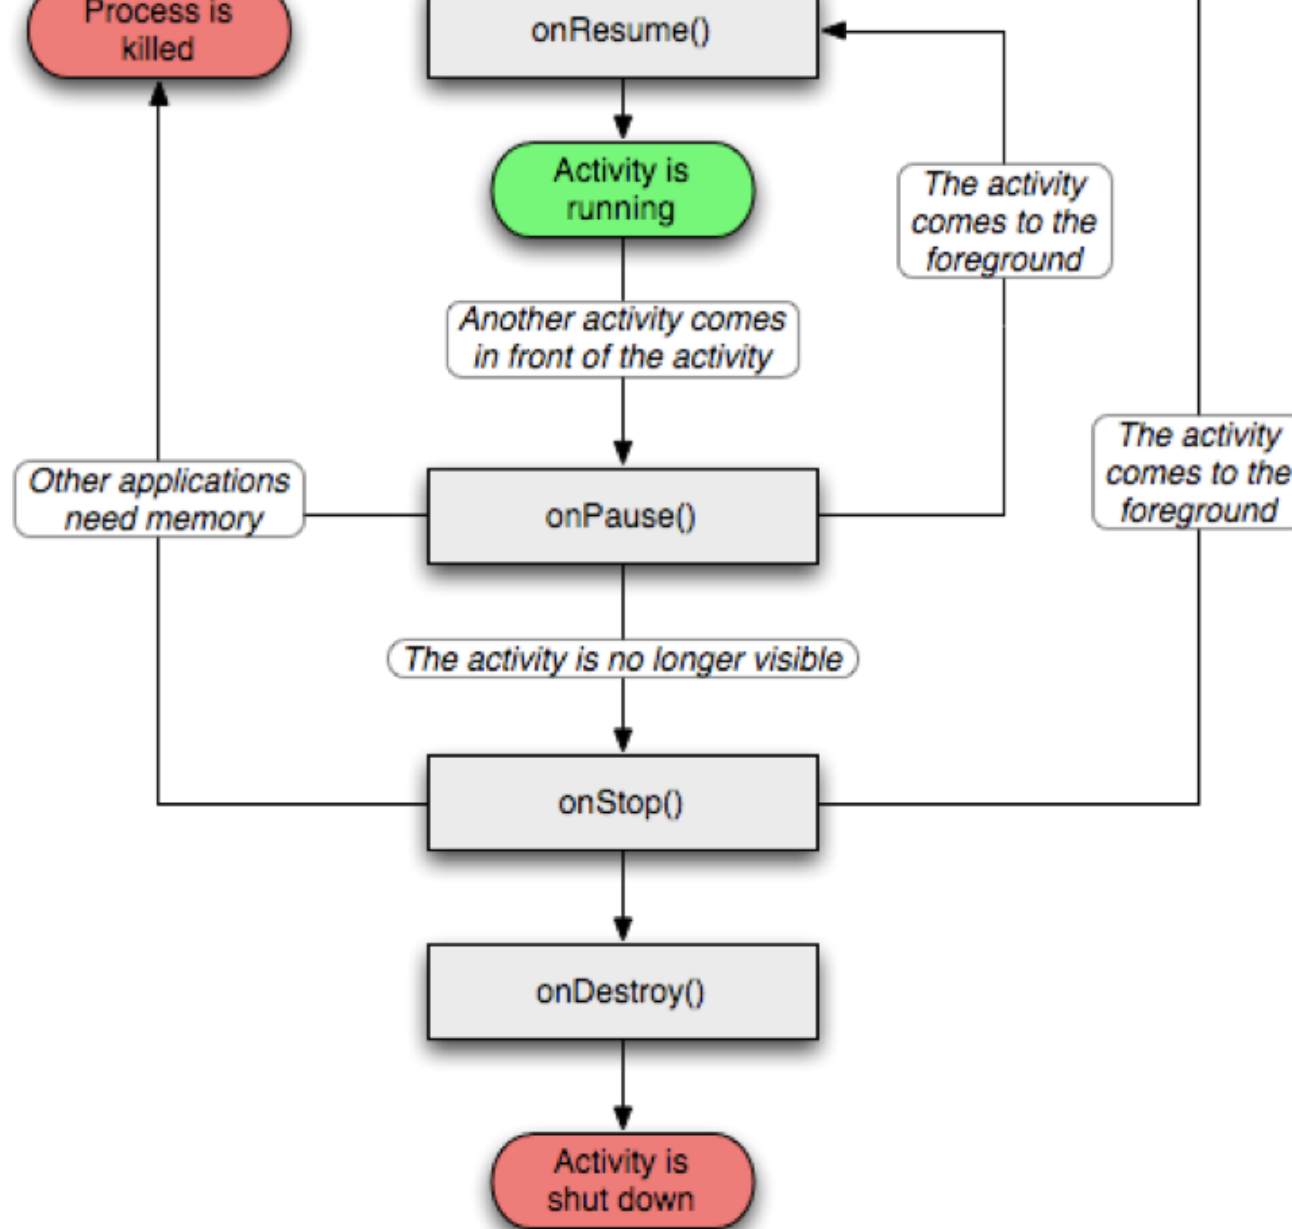 Process is
killed
onResume()
Activity is
running
The activity
comes to the
foreground
Another activity comes
in front of the activity
The activity
comes to the
foreground
Other applications
need memory
onPause()
The activity is no longer visible
onStop()
onDestroy()
Activity is
shut down